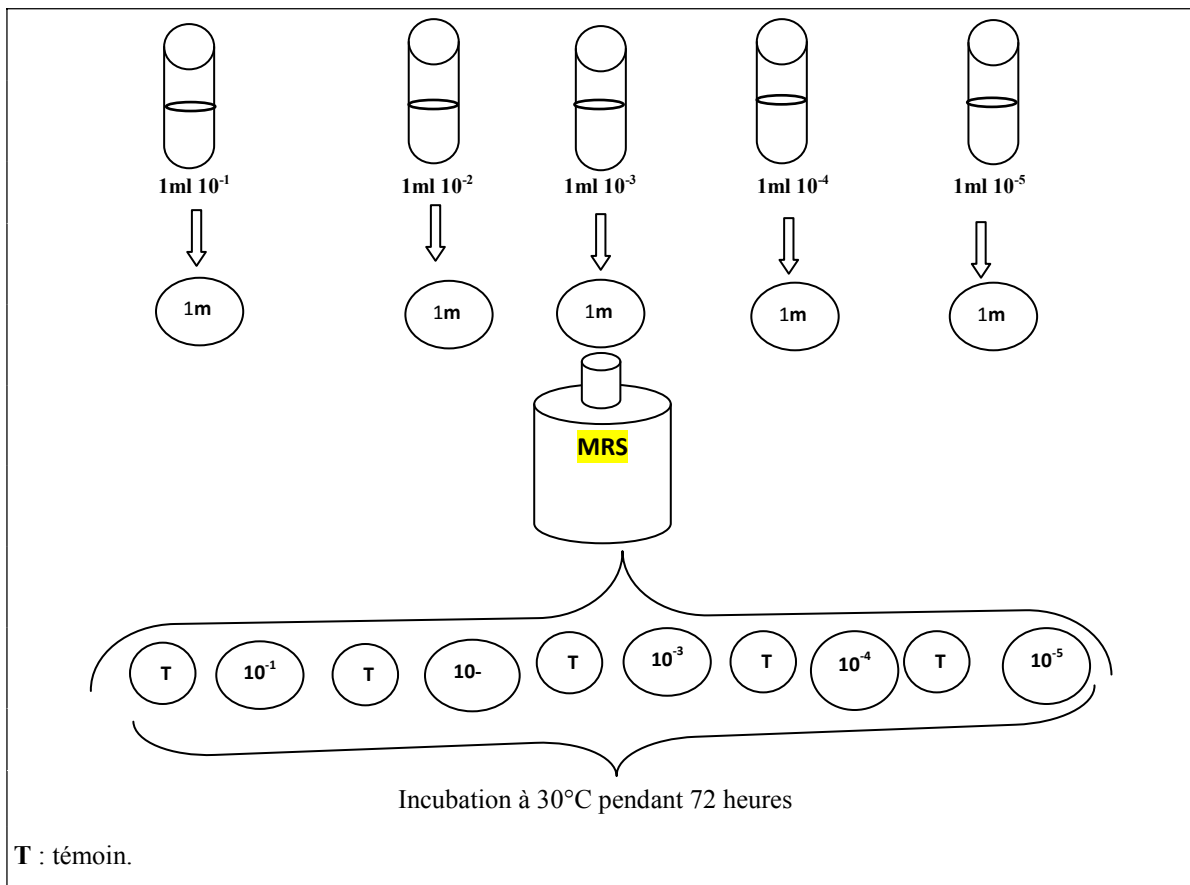 1ml 10⁻¹ 1ml 10⁻² 1ml 10⁻³ 1ml 10⁻⁴ 1ml 10⁻⁵
1m 1m 1m 1m 1m
MRS
T 10⁻¹ T 10- T 10⁻³ T 10⁻⁴ T 10⁻⁵
Incubation à 30°C pendant 72 heures
T : témoin.